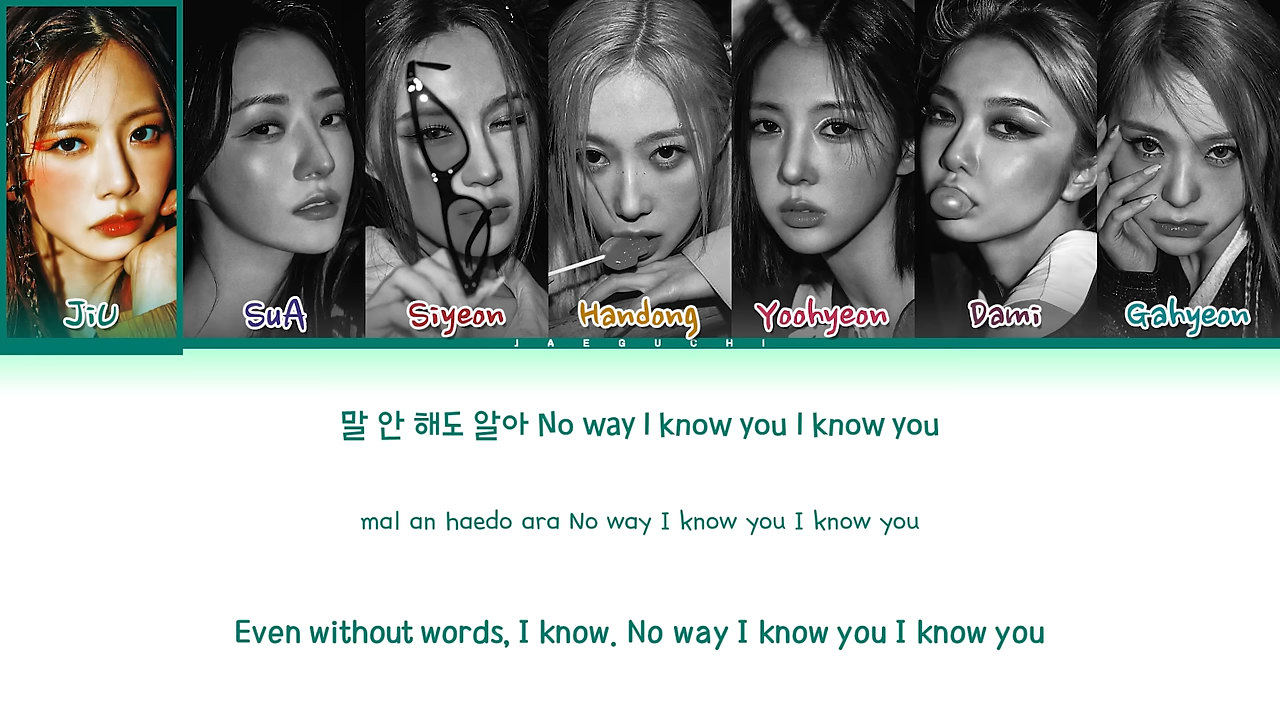 JiU SuA Siyeon Handong Yoohyeon Dami Gahyeon
JAEGUCHI
말 안 해도 알아 No way I know you I know you
mal an haedo ara No way I know you I know you
Even without words, I know. No way I know you I know you